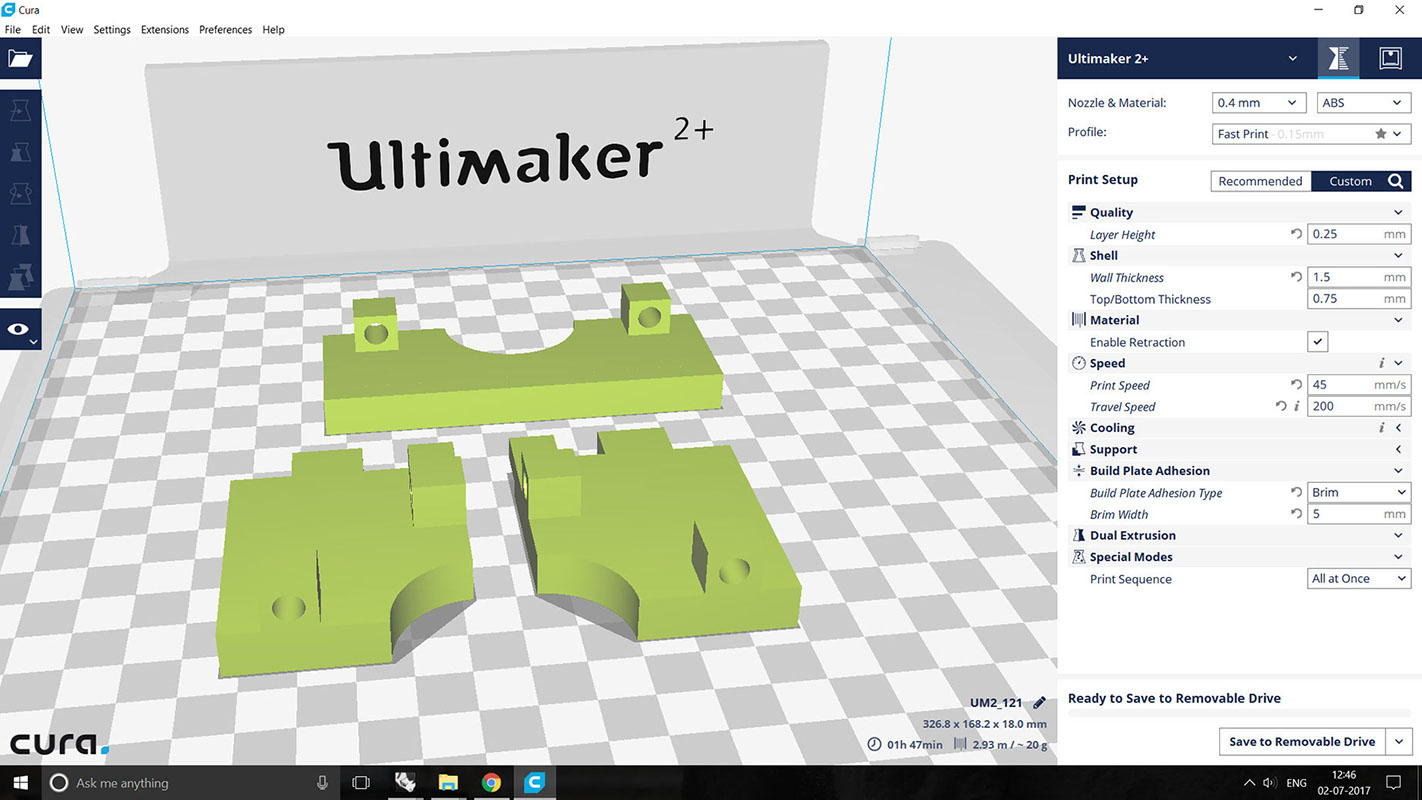 Cura
File Edit View Settings Extensions Preferences Help
Ultimaker 2+
Ultimaker 2+
Nozzle & Material: 0.4 mm ABS
Profile: Fast Print - 0.15mm
Print Setup Recommended Custom
Quality
Layer Height 0.25 mm
Shell
Wall Thickness 1.5 mm
Top/Bottom Thickness 0.75 mm
Material
Enable Retraction
Speed
Print Speed 45 mm/s
Travel Speed 200 mm/s
Cooling
Support
Build Plate Adhesion
Build Plate Adhesion Type Brim
Brim Width 5 mm
Dual Extrusion
Special Modes
Print Sequence All at Once
UM2_121
326.8 x 168.2 x 18.0 mm
01h 47min 2.93 m / ~ 20 g
cura.
Ready to Save to Removable Drive
Save to Removable Drive
Ask me anything
ENG
12:46
02-07-2017